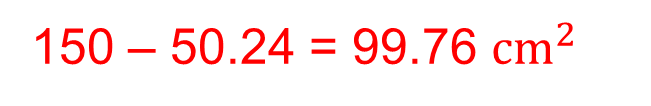 150 – 50.24 = 99.76 cm²